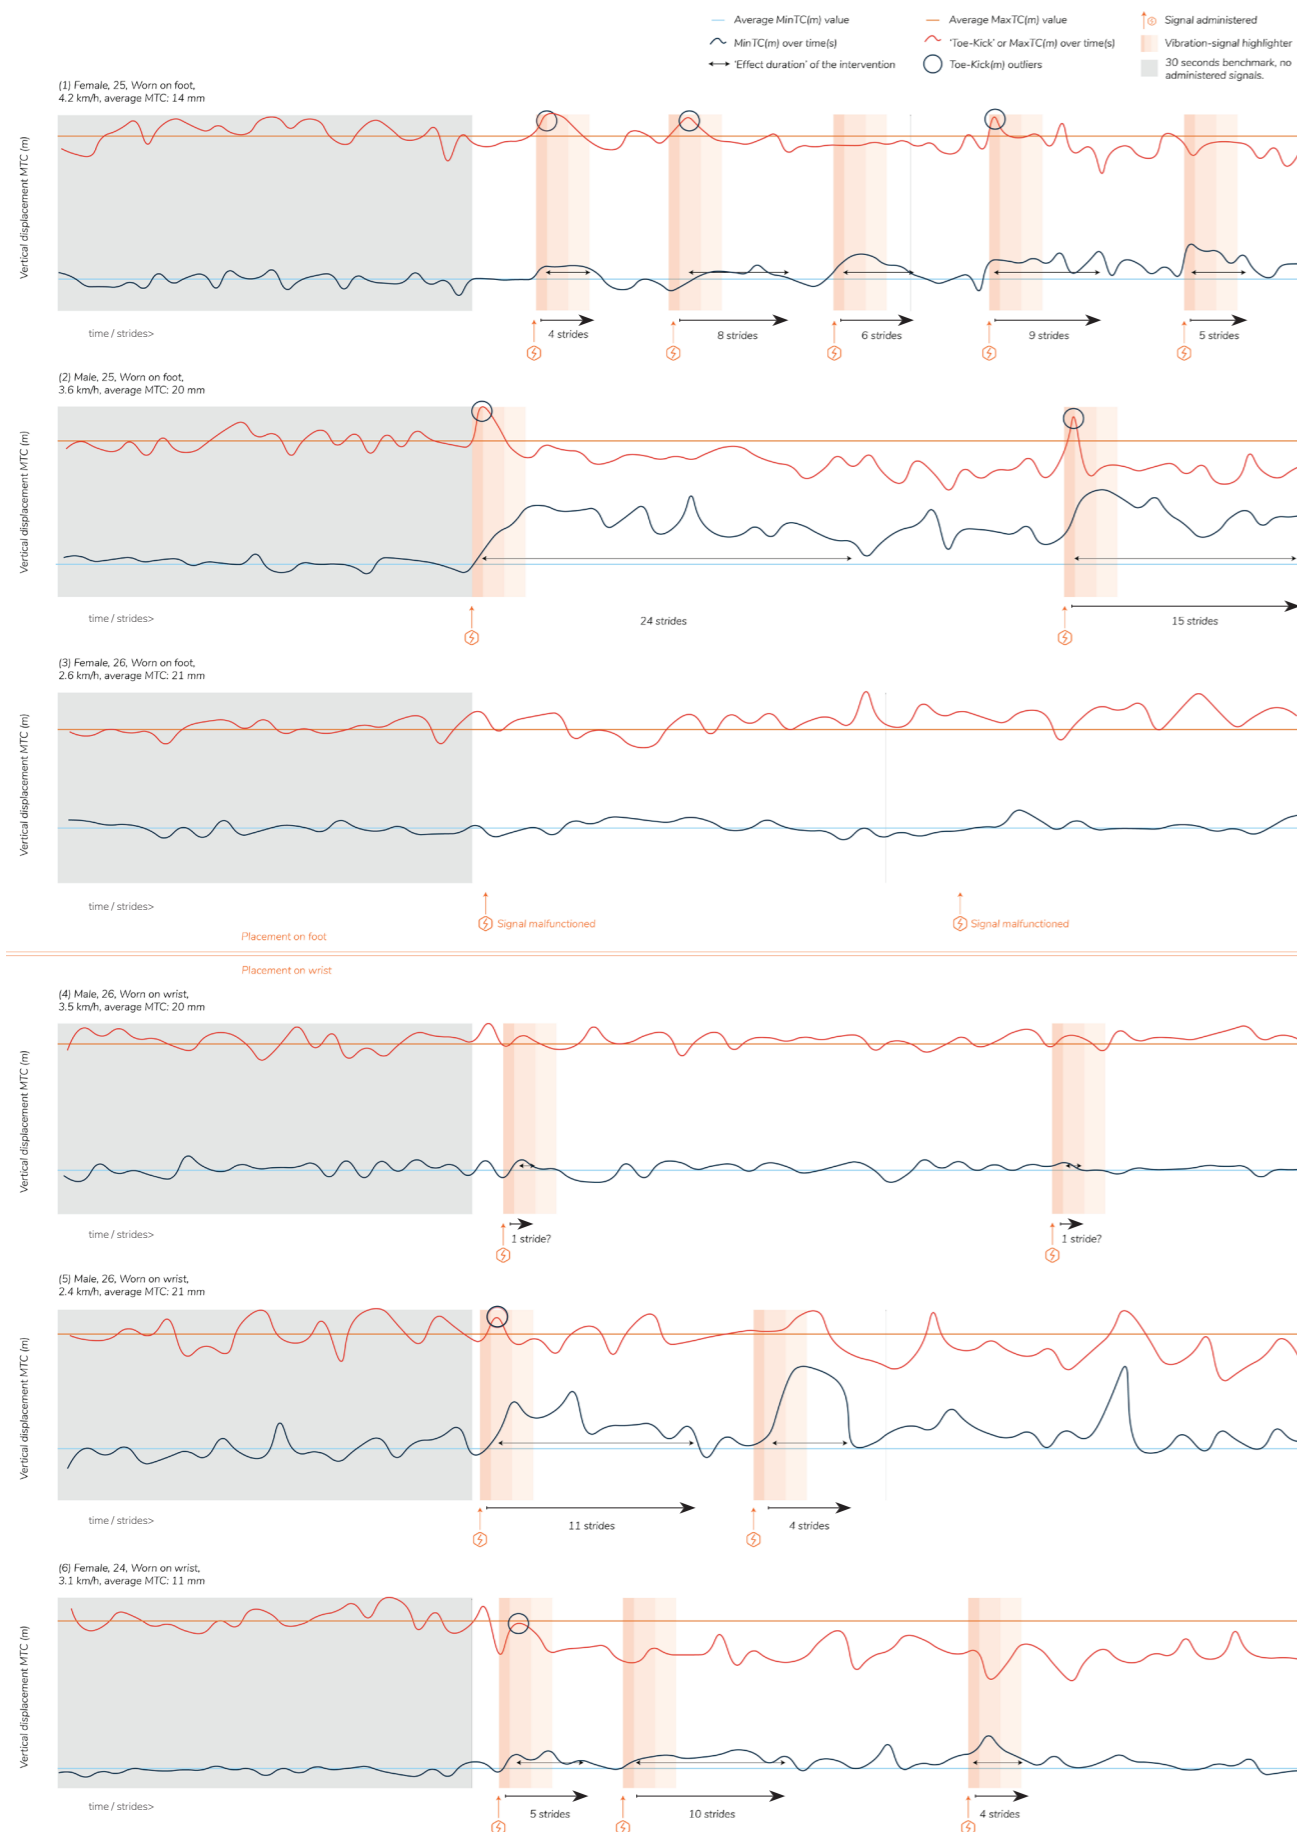 Average MinTC(m) value
MinTC(m) over time(s)
'Effect duration' of the intervention
Average MaxTC(m) value
'Toe-Kick' or MaxTC(m) over time(s)
Toe-Kick(m) outliers
Signal administered
Vibration-signal highlighter
30 seconds benchmark, no
administered signals.
(1) Female, 25, Worn on foot,
4.2 km/h, average MTC: 14 mm
Vertical displacement MTC (m)
time / strides>
4 strides
8 strides
6 strides
9 strides
5 strides
(2) Male, 25, Worn on foot,
3.6 km/h, average MTC: 20 mm
Vertical displacement MTC (m)
time / strides>
24 strides
15 strides
(3) Female, 26, Worn on foot,
2.6 km/h, average MTC: 21 mm
Vertical displacement MTC (m)
time / strides>
Signal malfunctioned
Signal malfunctioned
Placement on foot
Placement on wrist
(4) Male, 26, Worn on wrist,
3.5 km/h, average MTC: 20 mm
Vertical displacement MTC (m)
time / strides>
1 stride?
1 stride?
(5) Male, 26, Worn on wrist,
2.4 km/h, average MTC: 21 mm
Vertical displacement MTC (m)
time / strides>
11 strides
4 strides
(6) Female, 24, Worn on wrist,
3.1 km/h, average MTC: 11 mm
Vertical displacement MTC (m)
time / strides>
5 strides
10 strides
4 strides